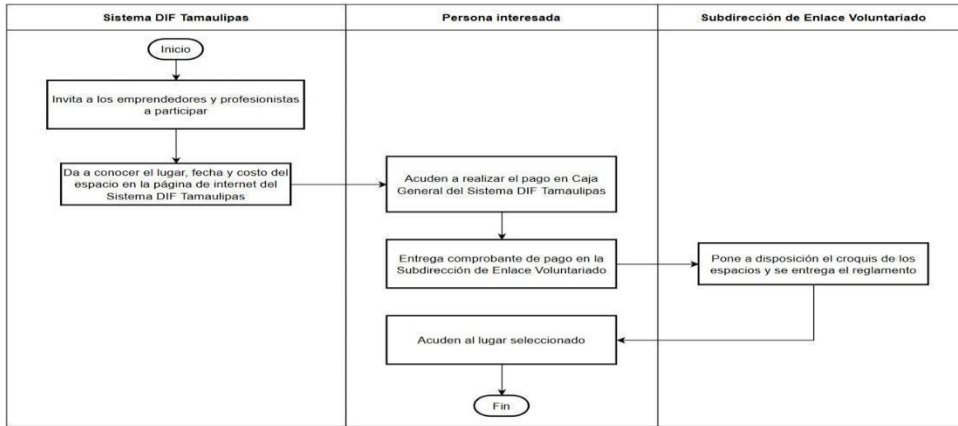 Sistema DIF Tamaulipas
Persona interesada
Subdirección de Enlace Voluntariado
Inicio
Invita a los emprendedores y profesionistas
a participar
Da a conocer el lugar, fecha y costo del
espacio en la página de internet del
Sistema DIF Tamaulipas
Acuden a realizar el pago en Caja
General del Sistema DIF Tamaulipas
Entrega comprobante de pago en la
Subdirección de Enlace Voluntariado
Pone a disposición el croquis de los
espacios y se entrega el reglamento
Acuden al lugar seleccionado
Fin